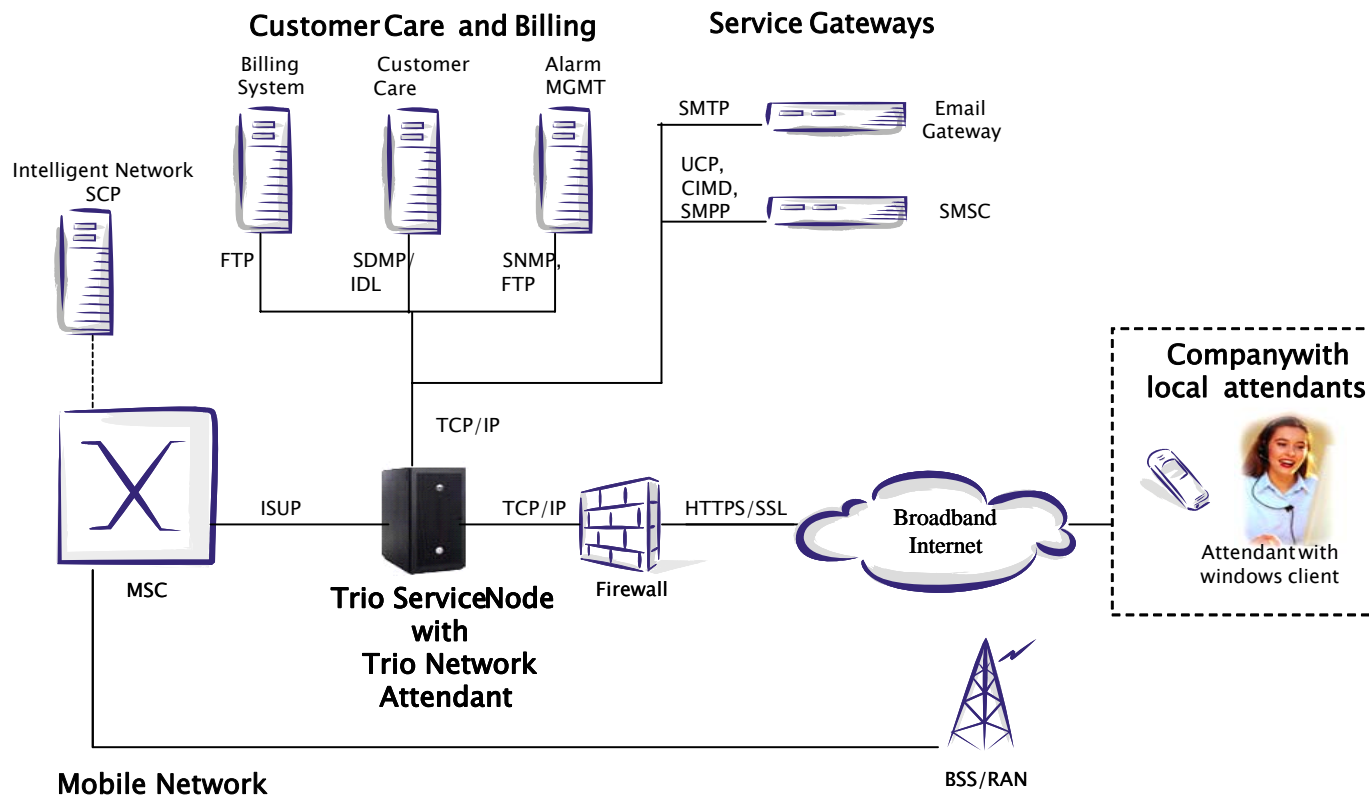 Customer Care and Billing
Service Gateways
Billing
System
Customer
Care
Alarm
MGMT
SMTP
Email
Gateway
UCP,
CIMD,
SMPP
SMSC
Intelligent Network
SCP
FTP
SDMP/
IDL
SNMP,
FTP
Companywith
local attendants
TCP/IP
ISUP
TCP/IP
HTTPS/SSL
Broadband
Internet
Attendant with
windows client
MSC
Firewall
Trio ServiceNode
with
Trio Network
Attendant
BSS/RAN
Mobile Network